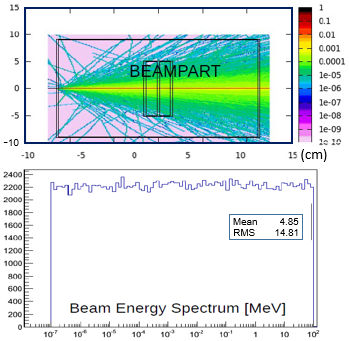 15
10
5
0
-5
-10
-10 -5 0 5 10 15 (cm)
BEAMPART
1
0.1
0.01
0.001
0.0001
1e-05
1e-06
1e-07
1e-08
1e-09
1e-10
2400
2200
2000
1800
1600
1400
1200
1000
800
600
400
200
0
Mean 4.85
RMS 14.81
Beam Energy Spectrum [MeV]
10⁻⁷ 10⁻⁶ 10⁻⁵ 10⁻⁴ 10⁻³ 10⁻² 10⁻¹ 1 10 10²